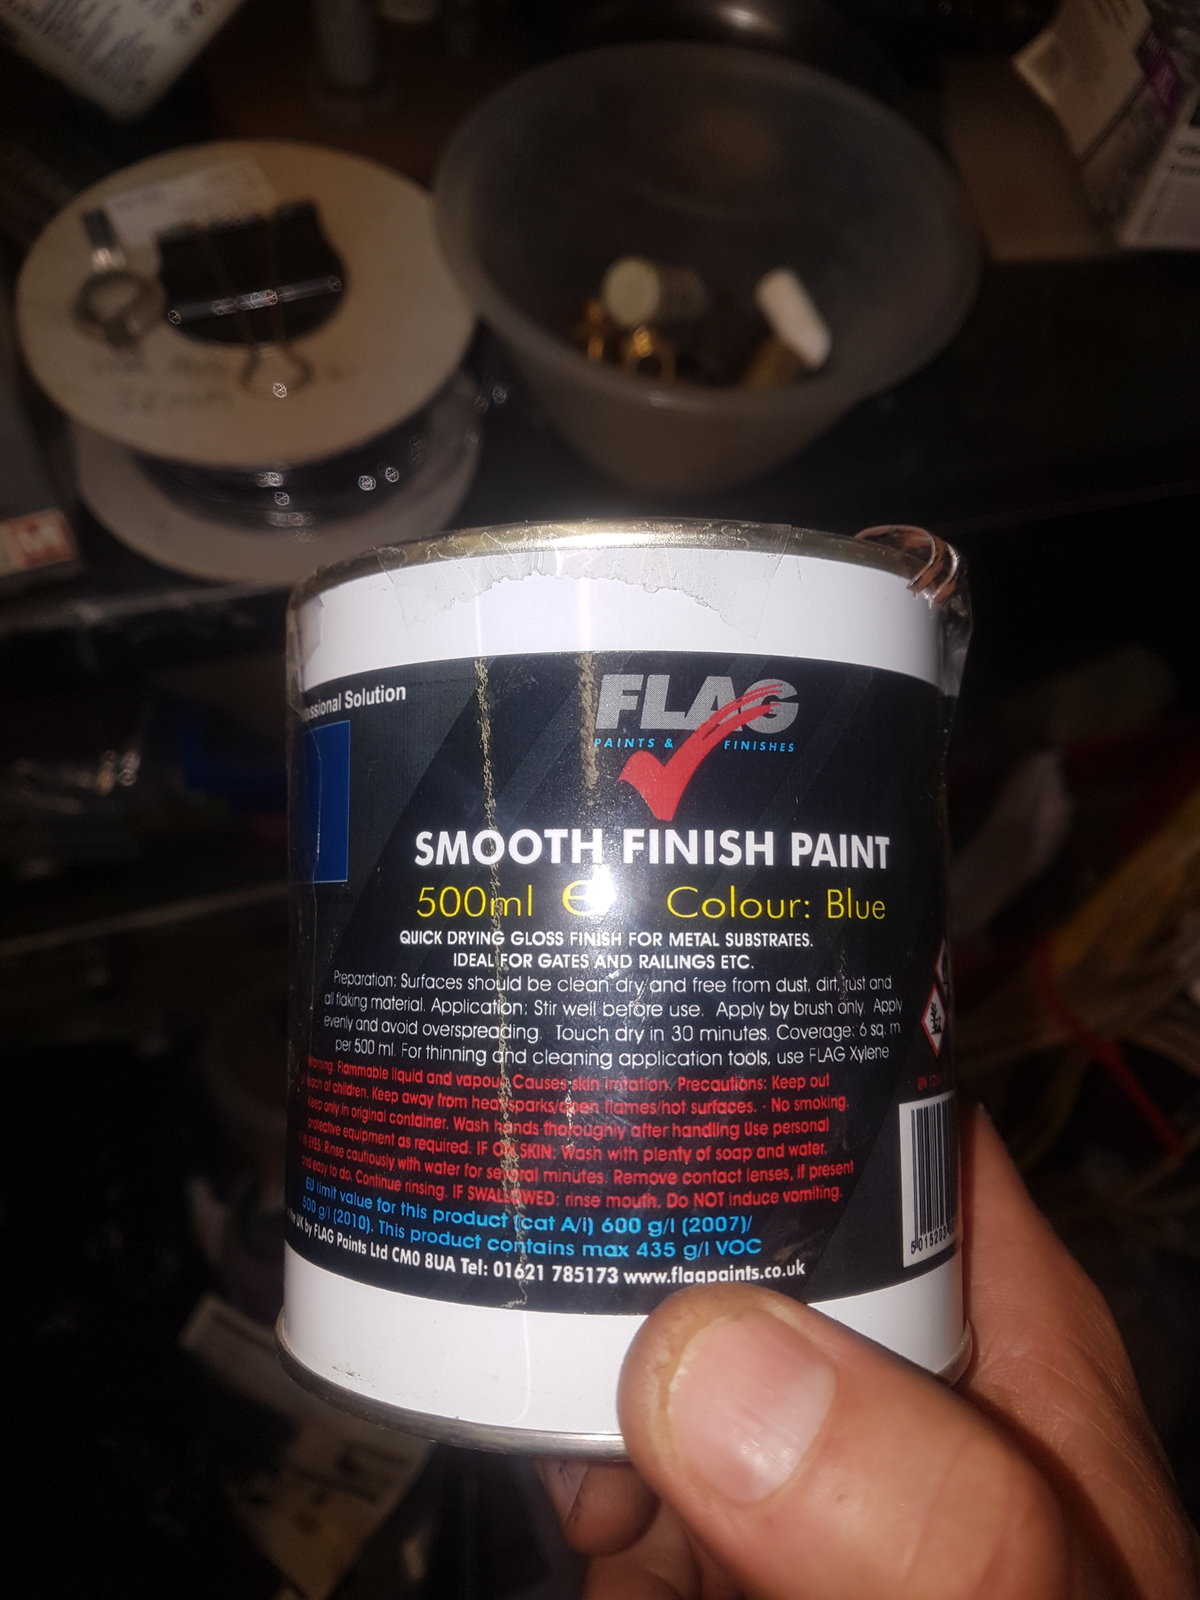 Solution
FLAG
PAINTS & FINISHES
SMOOTH FINISH PAINT
500ml e Colour: Blue
QUICK DRYING GLOSS FINISH FOR METAL SUBSTRATES.
IDEAL FOR GATES AND RAILINGS ETC.
Preparation: Surfaces should be clean dry and free from dust, dirt, rust and
all flaking material. Application: Stir well before use. Apply by brush only. Apply
evenly and avoid overspreading. Touch dry in 30 minutes. Coverage: 6 sq. m
per 500 ml. For thinning and cleaning application tools, use FLAG Xylene
Warning: Flammable liquid and vapour. Causes skin irritation. Precautions: Keep out
reach of children. Keep away from heat/sparks/open flames/hot surfaces. - No smoking.
Keep only in original container. Wash hands thoroughly after handling Use personal
protective equipment as required. IF ON SKIN: Wash with plenty of soap and water.
IN EYES: Rinse cautiously with water for several minutes. Remove contact lenses, if present
and easy to do. Continue rinsing. IF SWALLOWED: rinse mouth. Do NOT induce vomiting.
EU limit value for this product (cat A/i) 600 g/l (2007)/
500 g/l (2010). This product contains max 435 g/l VOC
UK by FLAG Paints Ltd CM0 8UA Tel: 01621 785173 www.flagpaints.co.uk
UN
5 015203